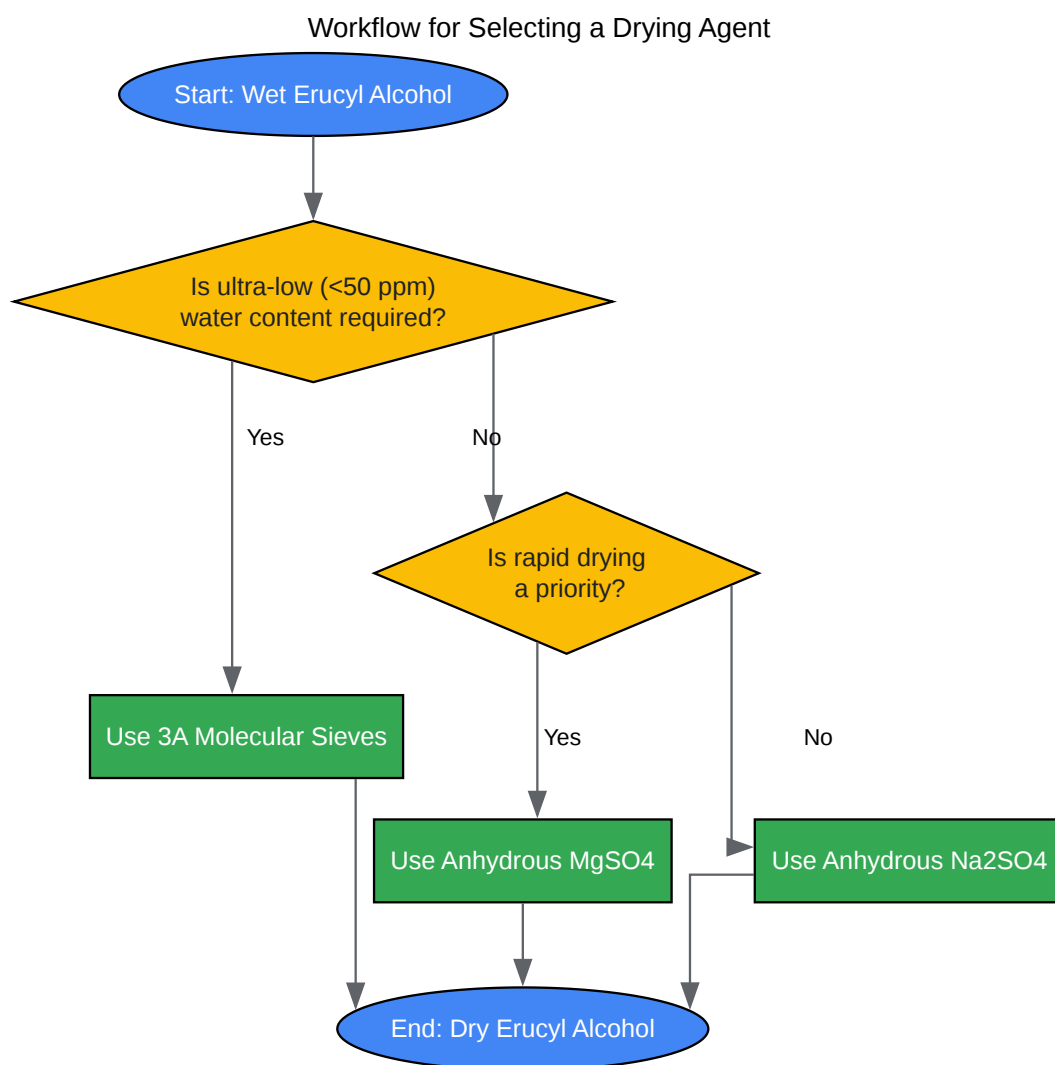 Workflow for Selecting a Drying Agent
Start: Wet Erucyl Alcohol
Is ultra-low (<50 ppm)
water content required?
Yes
No
Is rapid drying
a priority?
Use 3A Molecular Sieves
Yes
No
Use Anhydrous MgSO4
Use Anhydrous Na2SO4
End: Dry Erucyl Alcohol